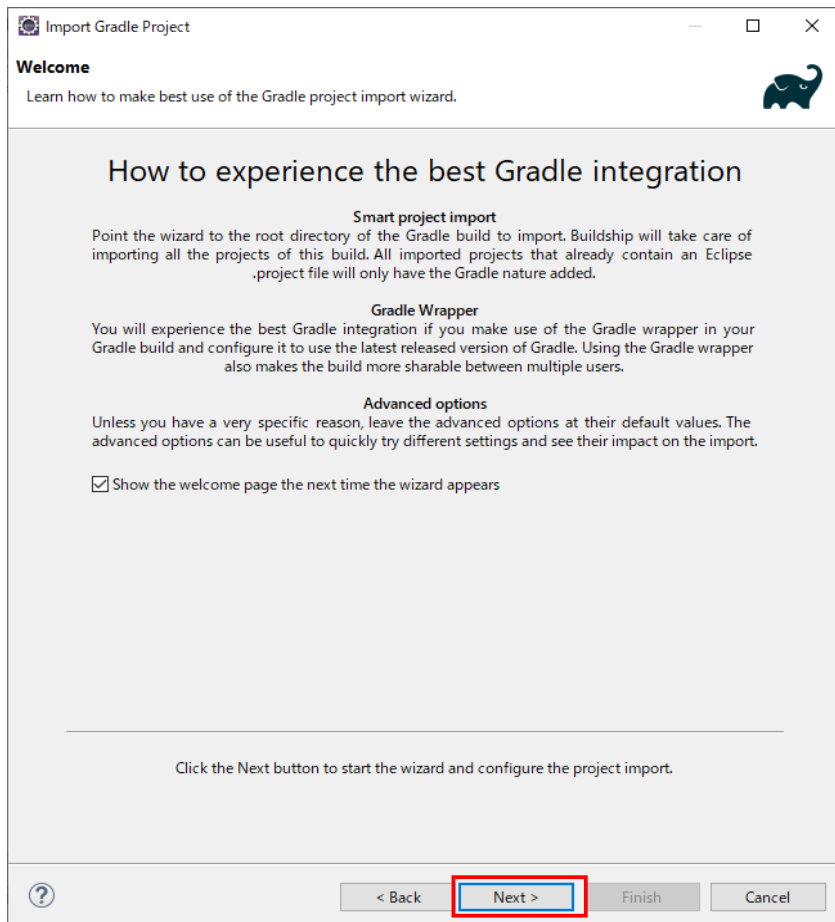 Import Gradle Project
Welcome
Learn how to make best use of the Gradle project import wizard.
How to experience the best Gradle integration
Smart project import
Point the wizard to the root directory of the Gradle build to import. Buildship will take care of
importing all the projects of this build. All imported projects that already contain an Eclipse
.project file will only have the Gradle nature added.
Gradle Wrapper
You will experience the best Gradle integration if you make use of the Gradle wrapper in your
Gradle build and configure it to use the latest released version of Gradle. Using the Gradle wrapper
also makes the build more sharable between multiple users.
Advanced options
Unless you have a very specific reason, leave the advanced options at their default values. The
advanced options can be useful to quickly try different settings and see their impact on the import.
Show the welcome page the next time the wizard appears
Click the Next button to start the wizard and configure the project import.
? < Back Next > Finish Cancel